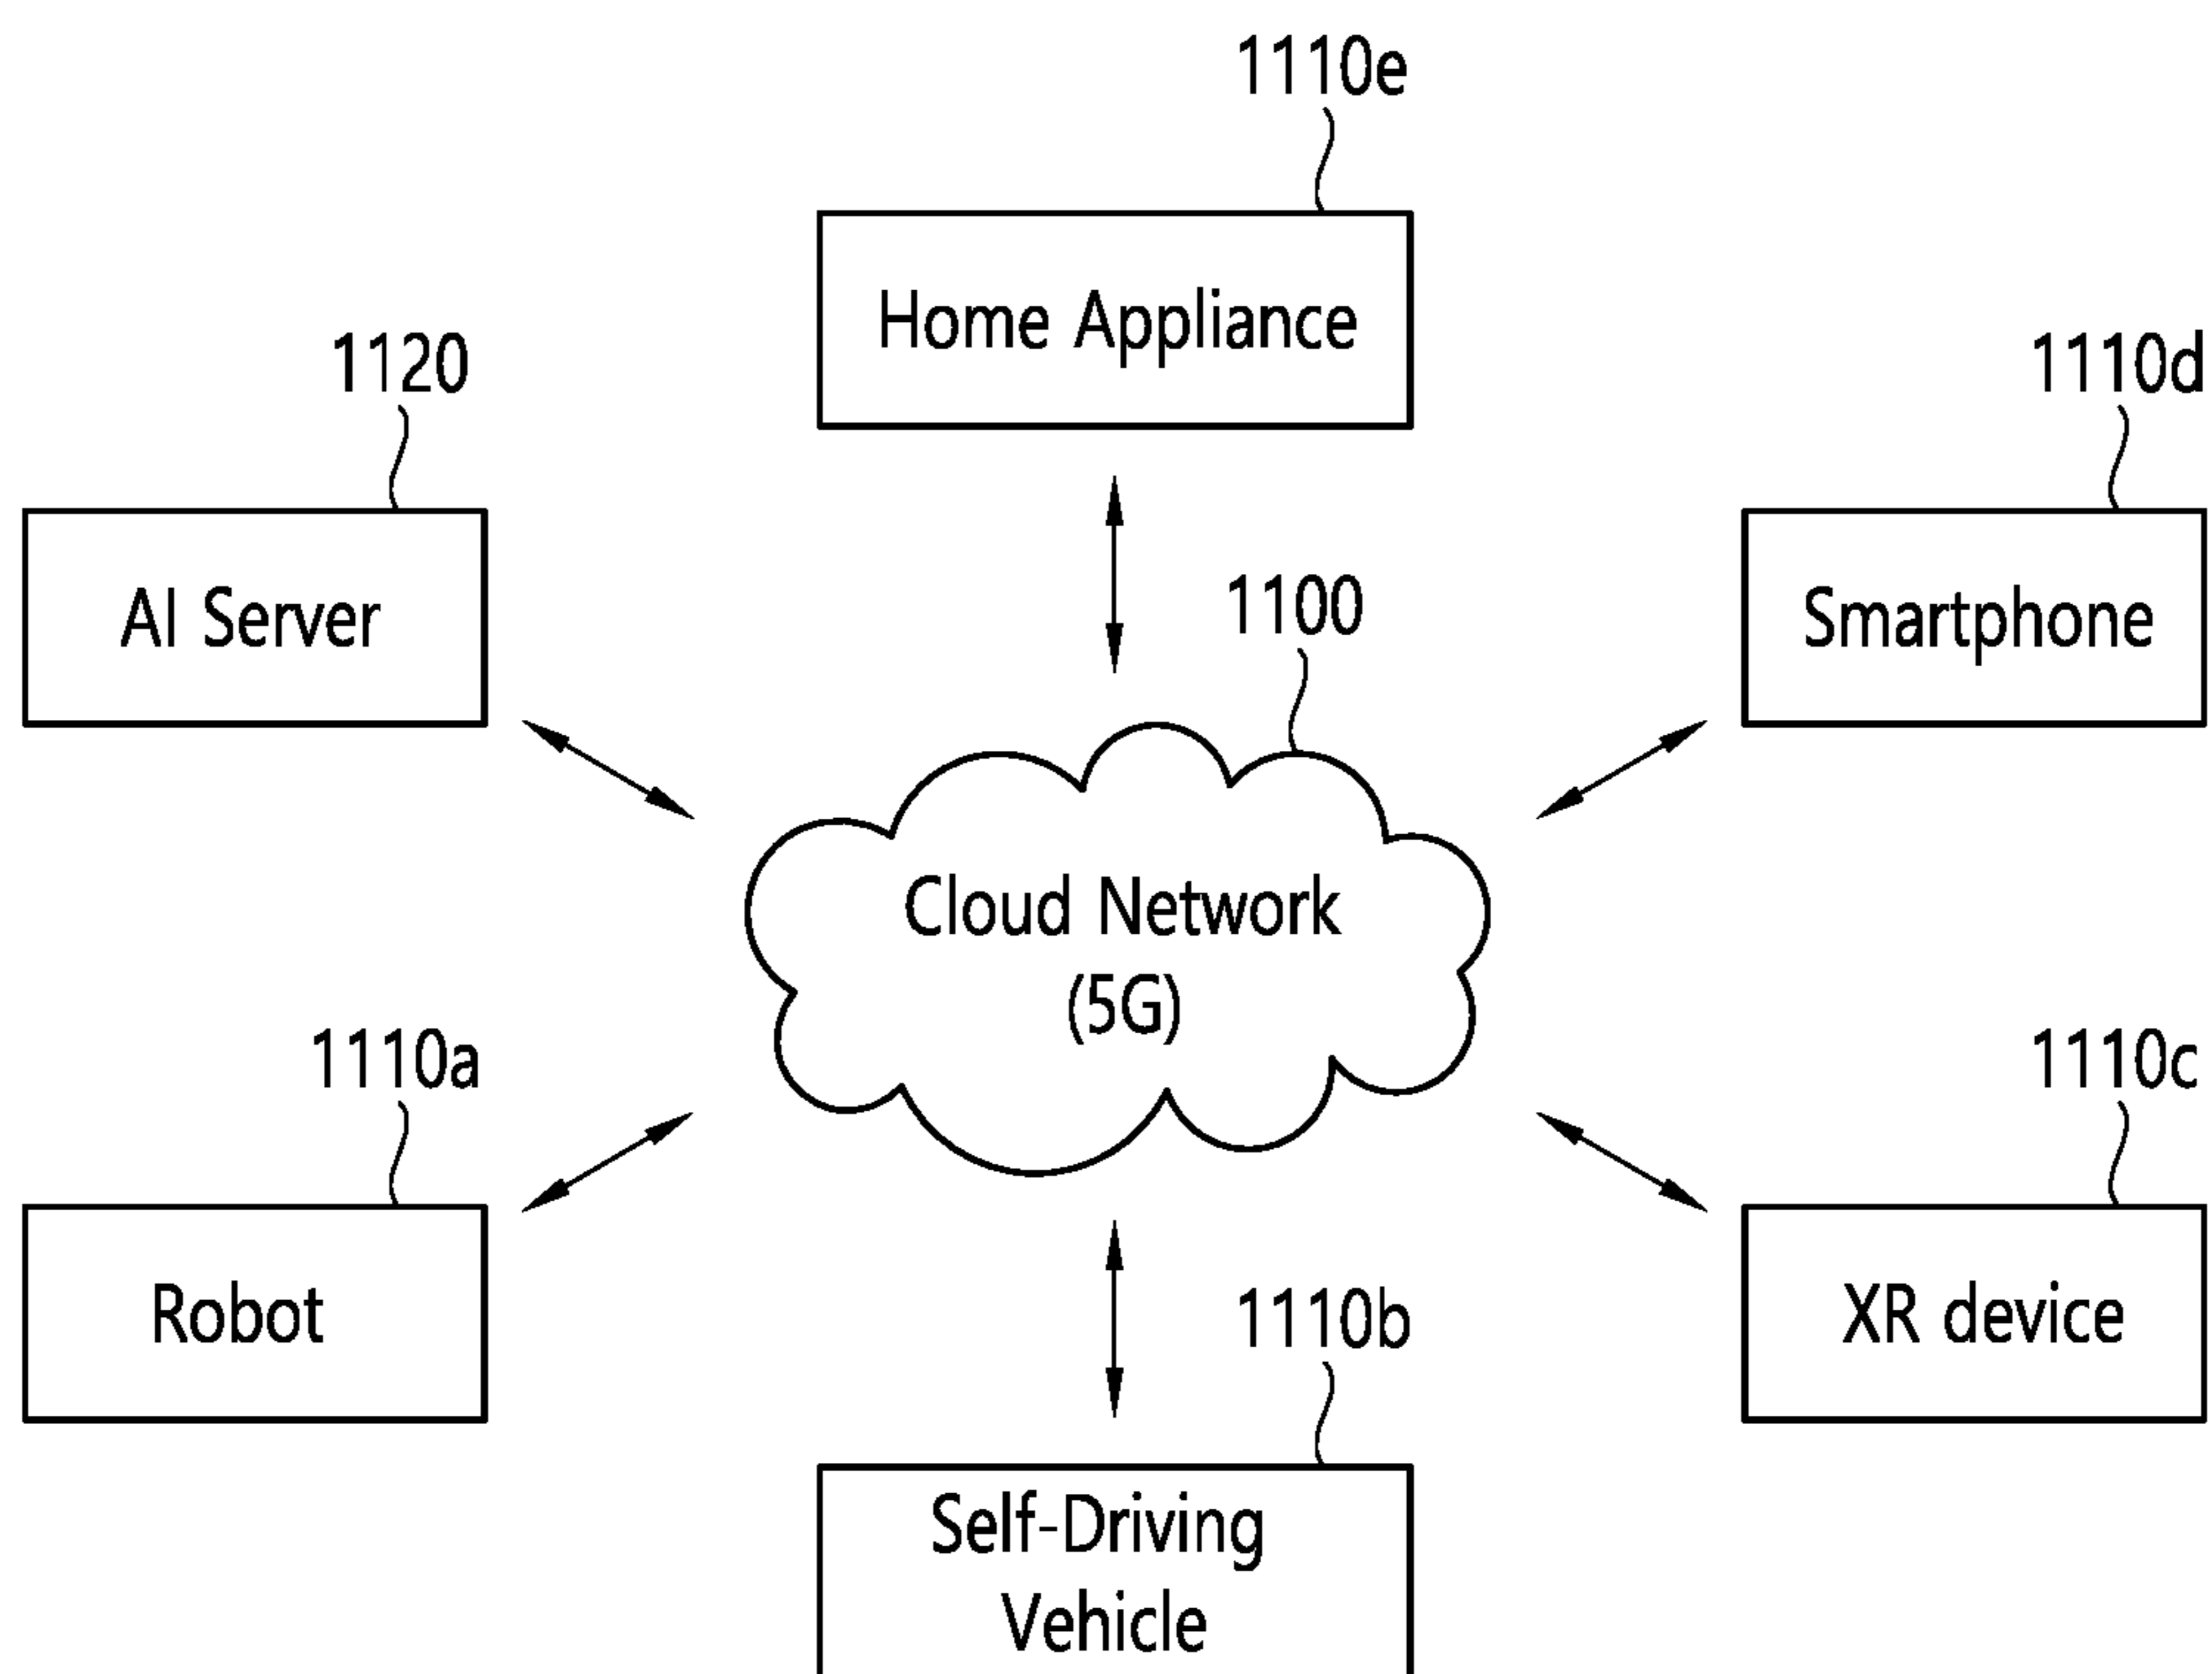 1110e
Home Appliance
1120
1110d
AI Server
1100
Smartphone
Cloud Network
(5G)
1110a
1110c
Robot
1110b
XR device
Self-Driving
Vehicle